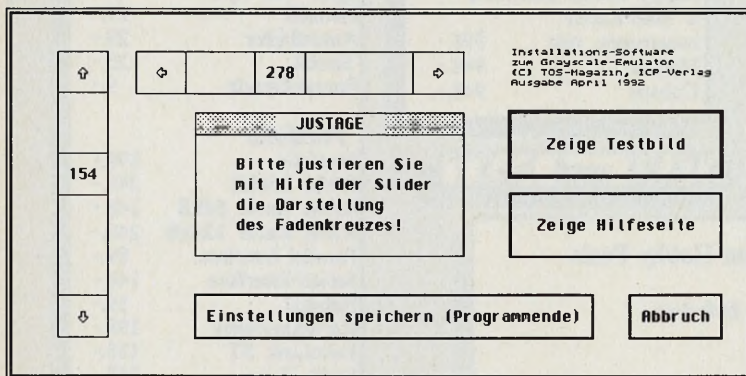 278
Installations-Software
zum Grayscale-Emulator
(C) TOS-Magazin, ICP-Verlag
Ausgabe April 1992
154
JUSTAGE
Bitte justieren Sie
mit Hilfe der Slider
die Darstellung
des Fadenkreuzes!
Zeige Testbild
Zeige Hilfeseite
Einstellungen speichern (Programmende)
Abbruch